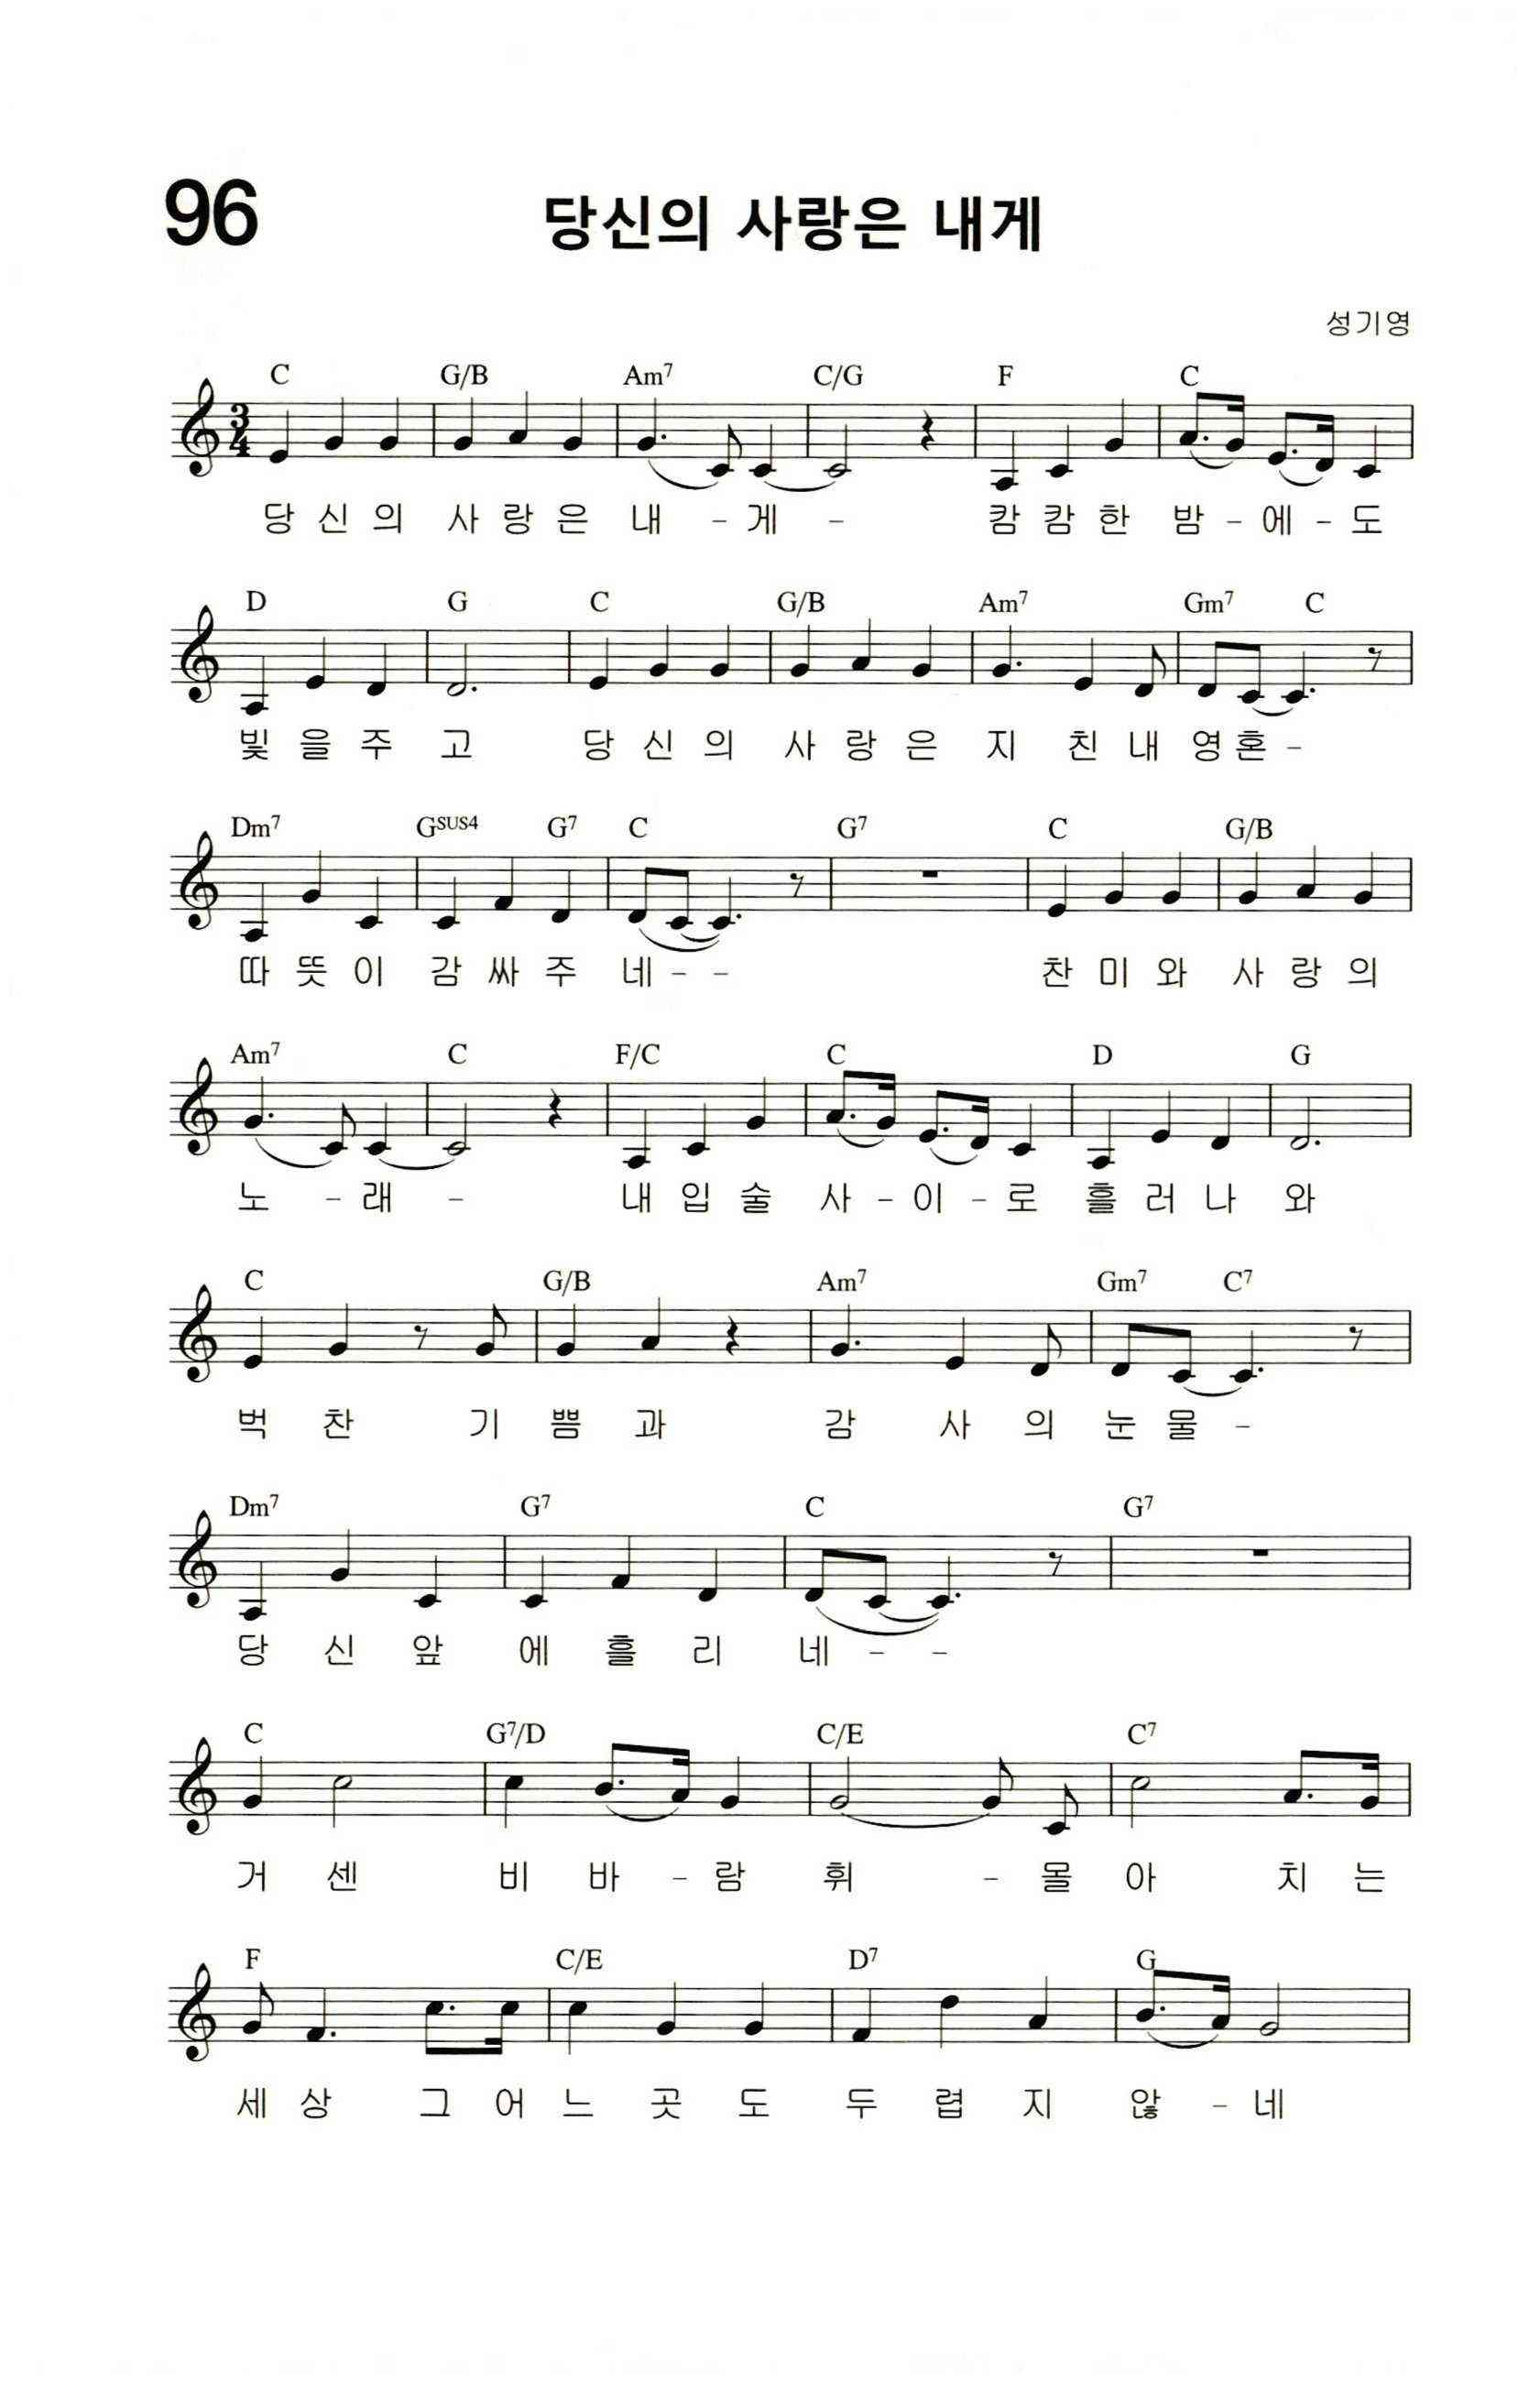 96
당신의 사랑은 내게
성기영
C G/B Am7 C/G F C
3/4
당 신 의 사 랑 은 내 - 게 - 캄 캄 한 밤 - 에 - 도
D G C G/B Am7 Gm7 C
빛 을 주 고 당 신 의 사 랑 은 지 친 내 영 혼 -
Dm7 GSUS4 G7 C G7 C G/B
따 뜻 이 감 싸 주 네 - - 찬 미 와 사 랑 의
Am7 C F/C C D G
노 - 래 - 내 입 술 사 - 이 - 로 흘 러 나 와
C G/B Am7 Gm7 C7
벅 찬 기 쁨 과 감 사 의 눈 물 -
Dm7 G7 C G7
당 신 앞 에 흘 리 네 - -
C G7/D C/E C7
거 센 비 바 - 람 휘 - 몰 아 치 는
F C/E D7 G
세 상 그 어 느 곳 도 두 렵 지 않 - 네